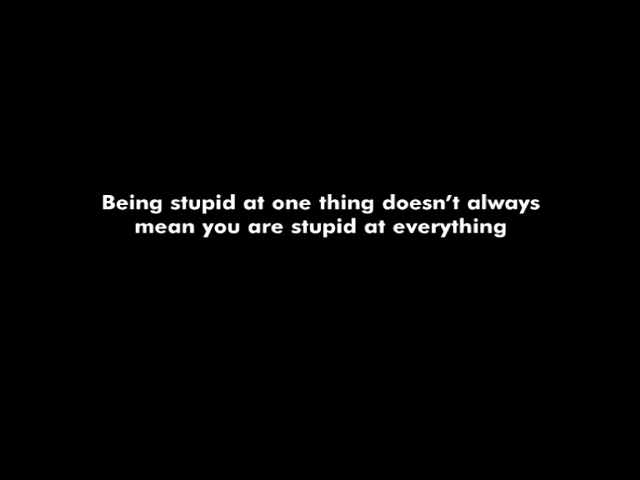 Being stupid at one thing doesn’t always
mean you are stupid at everything